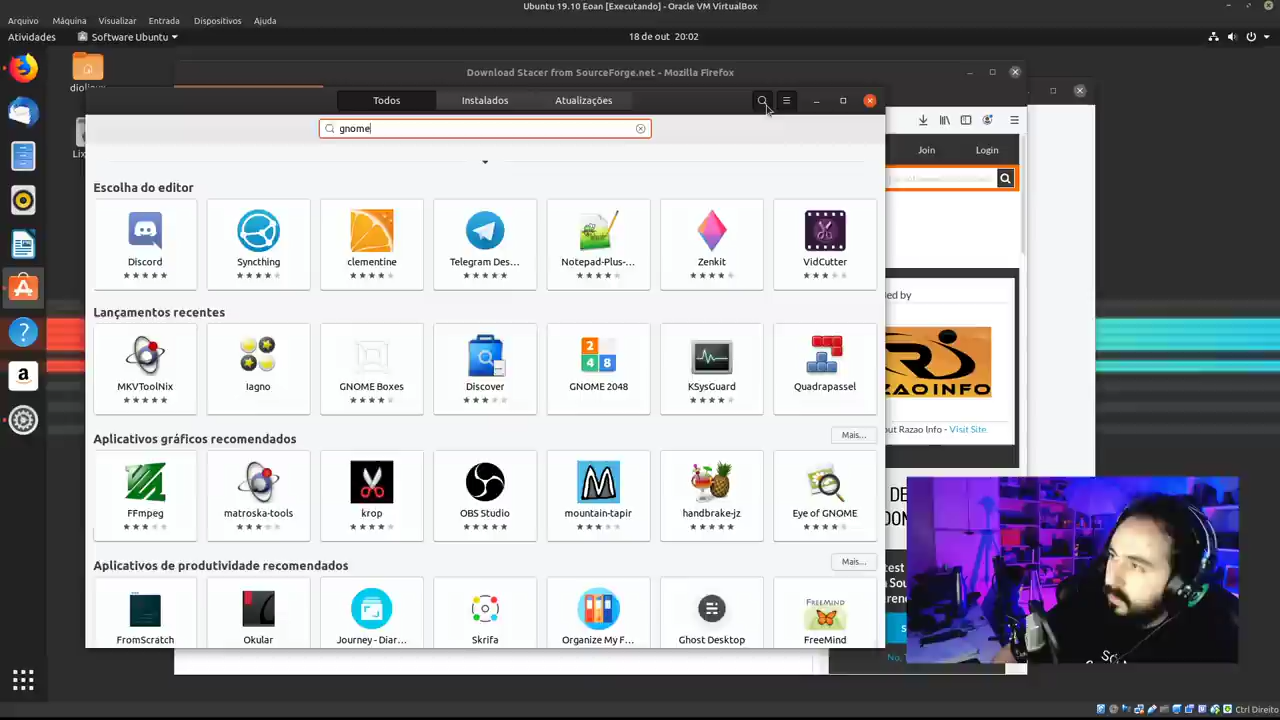 Ubuntu 19.10 Eoan [Executando] - Oracle VM VirtualBox
Arquivo Máquina Visualizar Entrada Dispositivos Ajuda
Atividades Software Ubuntu 18 de out 20:02
Download Stacer from SourceForge.net - Mozilla Firefox
Todos Instalados Atualizações
gnome
Join Login
Escolha do editor
Discord Syncthing clementine Telegram Des... Notepad-Plus-... Zenkit VidCutter
Lançamentos recentes
MKVToolNix Iagno GNOME Boxes Discover GNOME 2048 KSysGuard Quadrapassel
2
4 8
Aplicativos gráficos recomendados Mais...
FFmpeg matroska-tools krop OBS Studio mountain-tapir handbrake-jz Eye of GNOME
Aplicativos de produtividade recomendados Mais...
FREEMIND
FromScratch Okular Journey - Diar... Skrifa Organize My F... Ghost Desktop FreeMind
Razao Info - Visit Site
Ctrl Direito